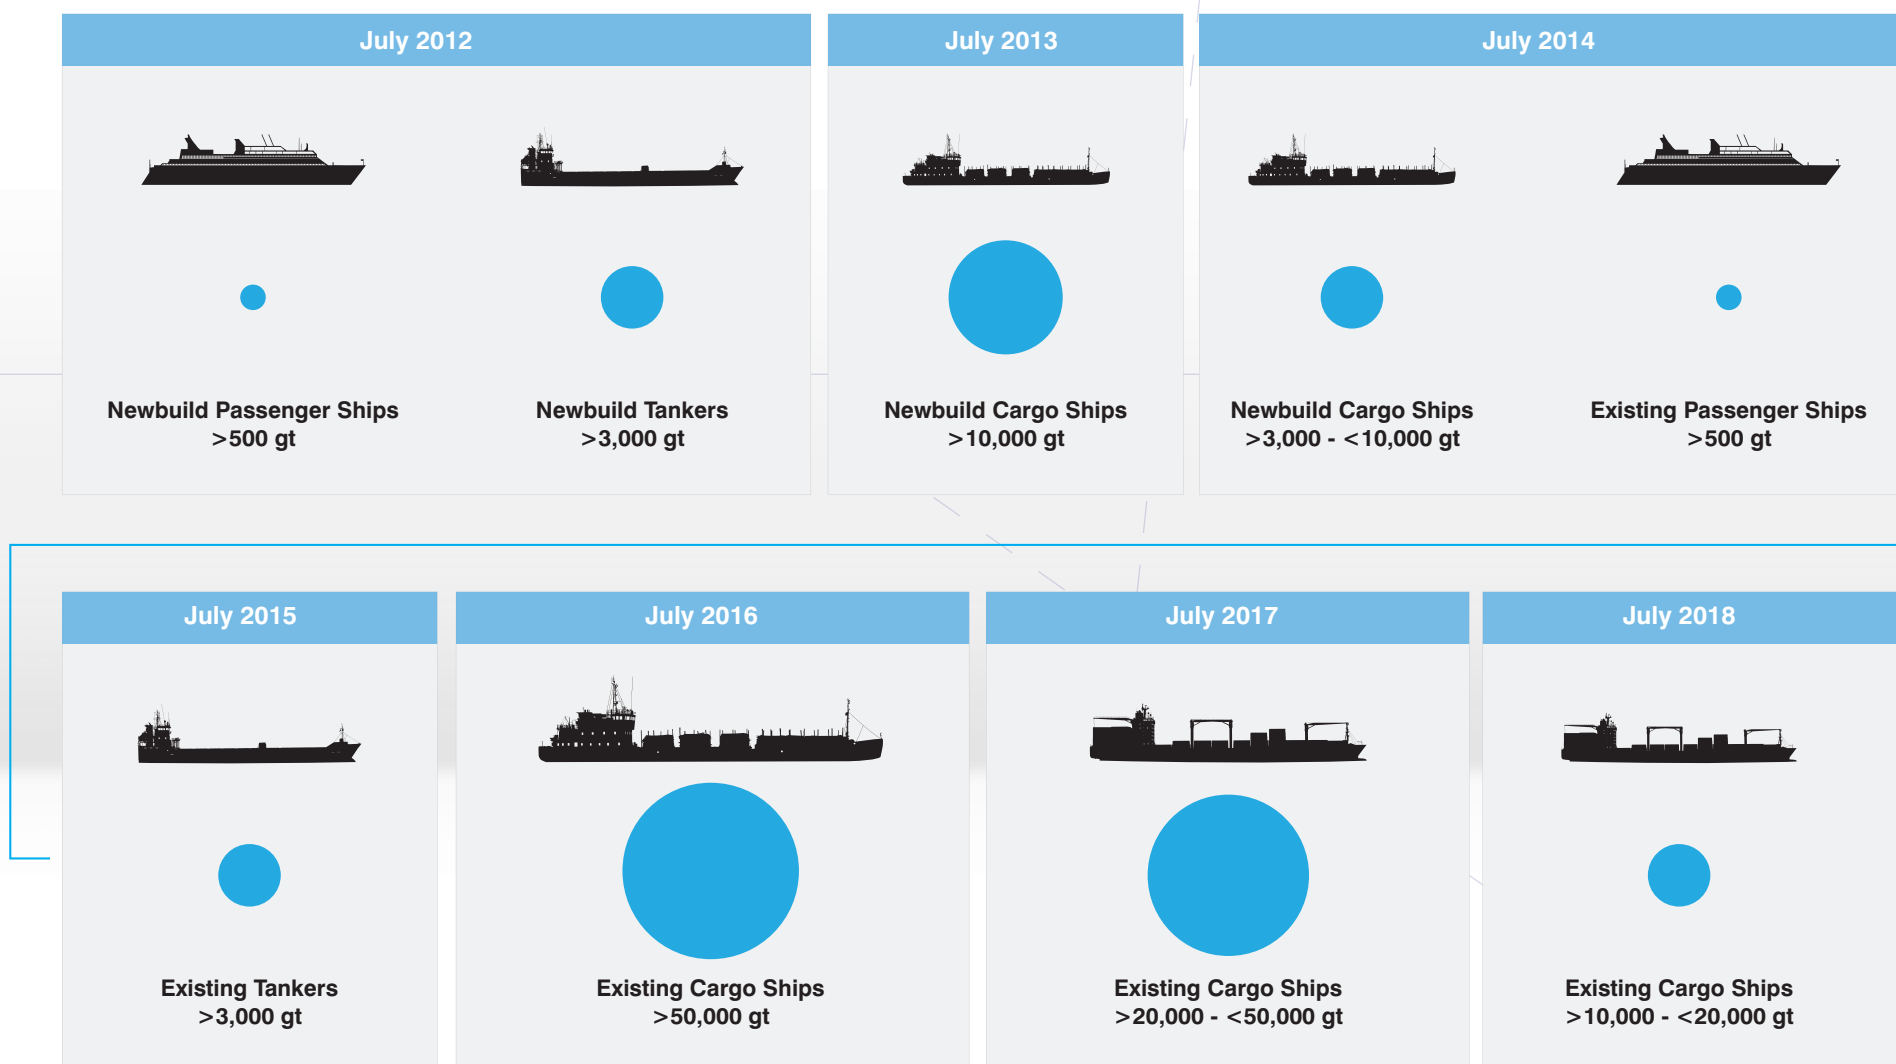 July 2012
Newbuild Passenger Ships
>500 gt
Newbuild Tankers
>3,000 gt
July 2013
Newbuild Cargo Ships
>10,000 gt
July 2014
Newbuild Cargo Ships
>3,000 - <10,000 gt
Existing Passenger Ships
>500 gt
July 2015
Existing Tankers
>3,000 gt
July 2016
Existing Cargo Ships
>50,000 gt
July 2017
Existing Cargo Ships
>20,000 - <50,000 gt
July 2018
Existing Cargo Ships
>10,000 - <20,000 gt